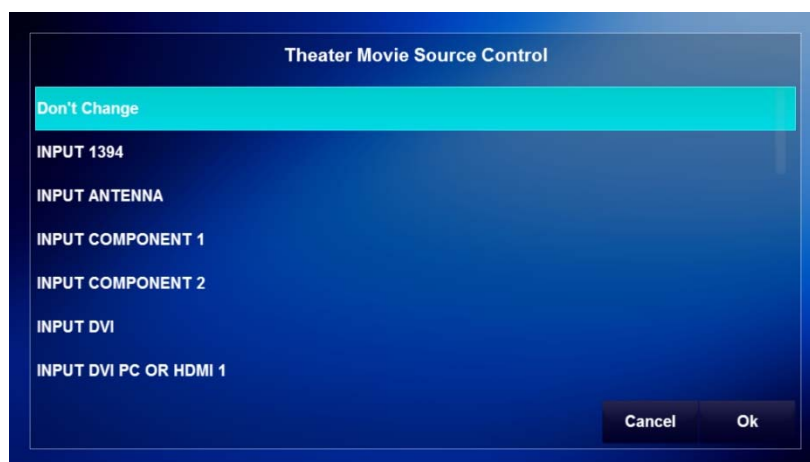 Theater Movie Source Control
Don't Change
INPUT 1394
INPUT ANTENNA
INPUT COMPONENT 1
INPUT COMPONENT 2
INPUT DVI
INPUT DVI PC OR HDMI 1
Cancel Ok